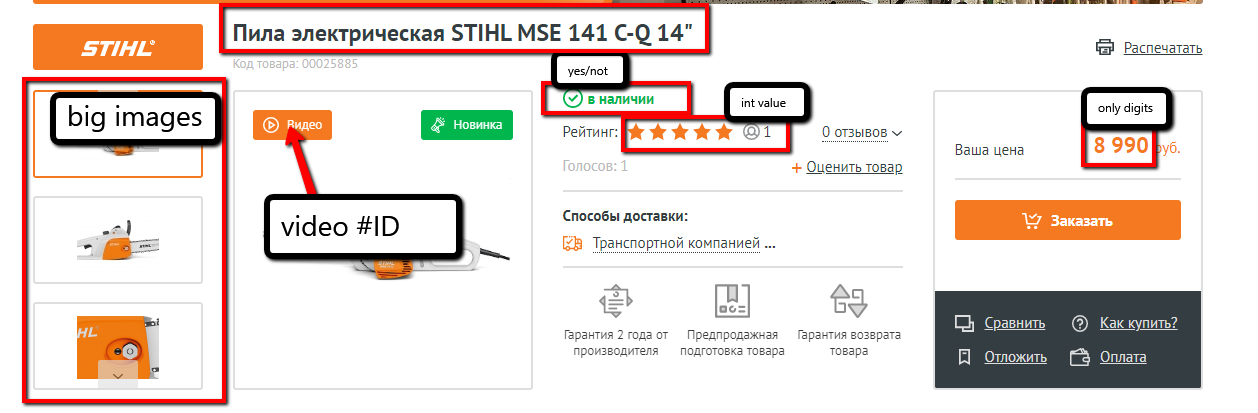 STIHL®
Пила электрическая STIHL MSE 141 C-Q 14"
Код товара: 00025885
Распечатать
big images
Видео
Новинка
video #ID
yes/not
в наличии
int value
Рейтинг:
1
0 отзывов
Голосов: 1
+ Оценить товар
Способы доставки:
Транспортной компанией ...
Гарантия 2 года от
производителя
Предпродажная
подготовка товара
Гарантия возврата
товара
only digits
Ваша цена
8 990 руб.
Заказать
Сравнить
Как купить?
Отложить
Оплата